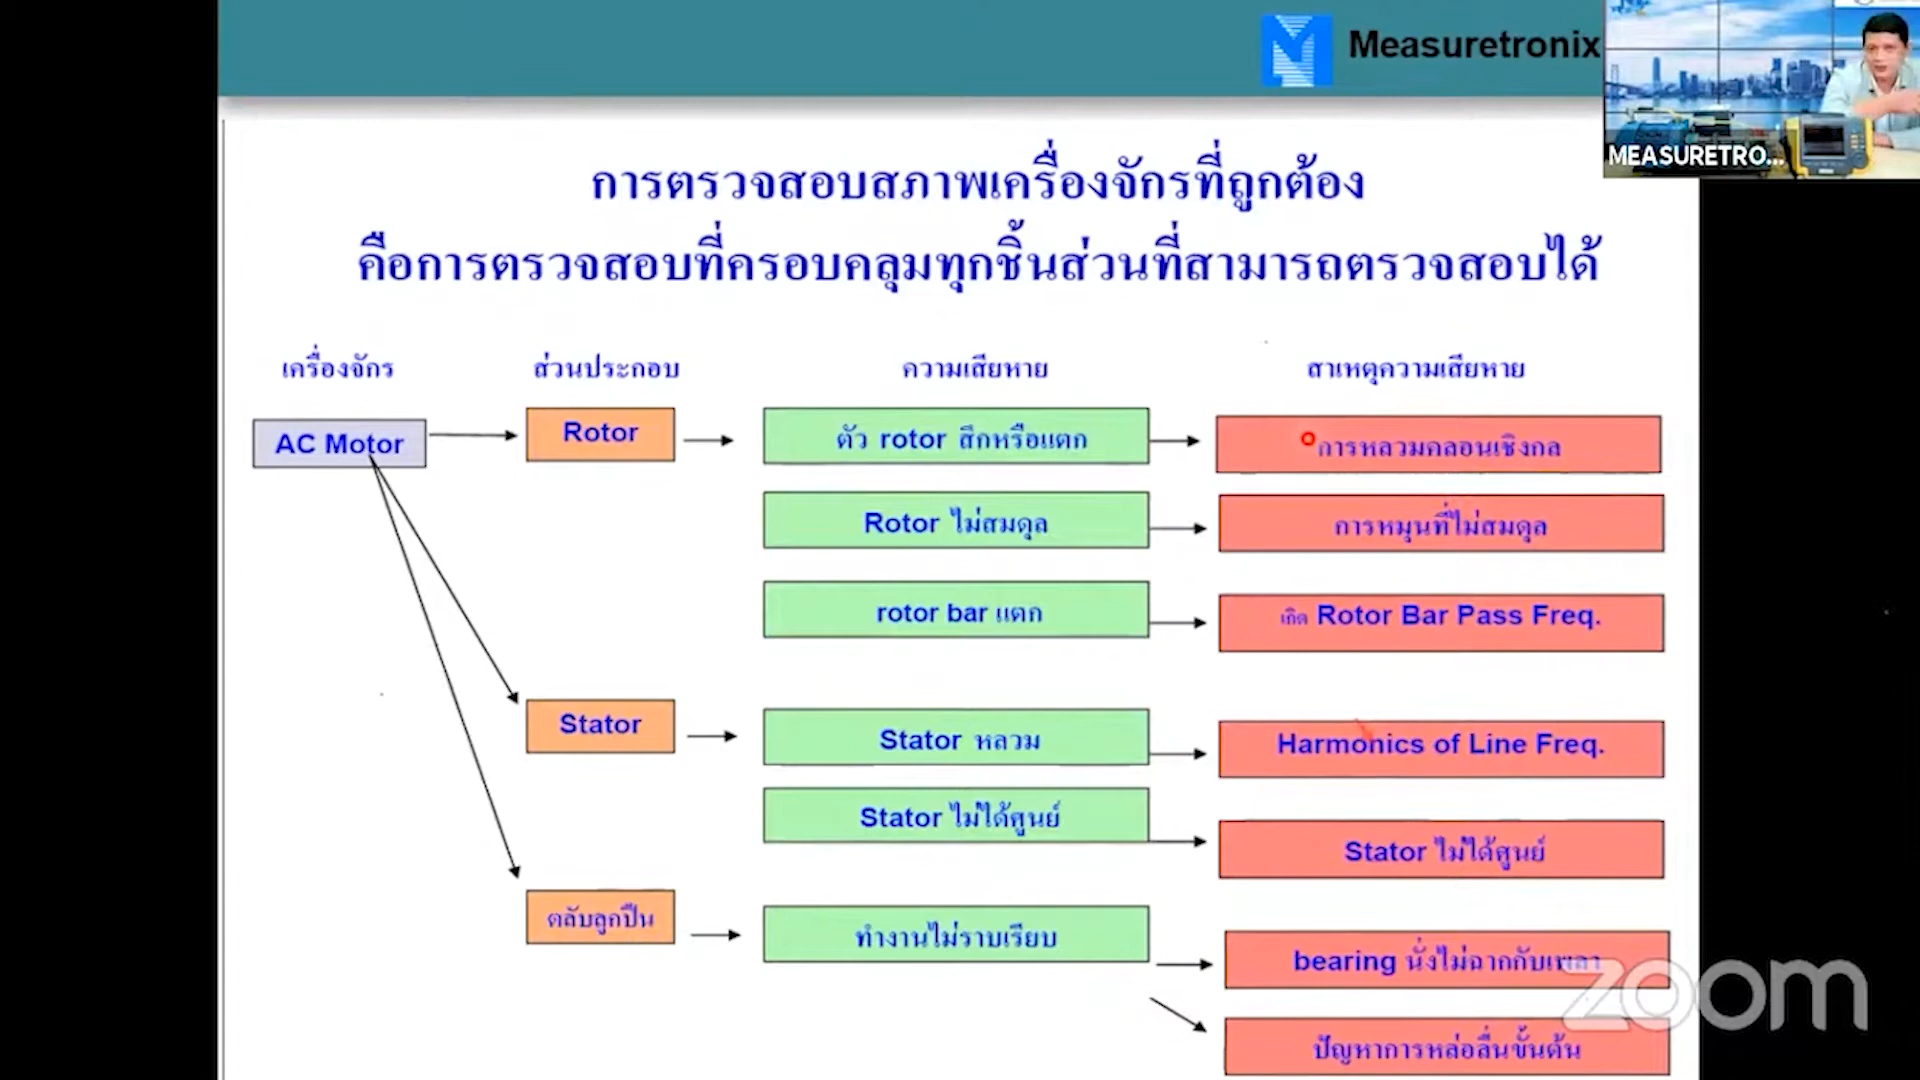 Measuretronix
MEASURETRO...
การตรวจสอบสภาพเครื่องจักรที่ถูกต้อง
คือการตรวจสอบที่ครอบคลุมทุกชิ้นส่วนที่สามารถตรวจสอบได้
เครื่องจักร
ส่วนประกอบ
ความเสียหาย
สาเหตุความเสียหาย
AC Motor
Rotor
ตัว rotor สึกหรือแตก
การหลวมคลอนเชิงกล
Rotor ไม่สมดุล
การหมุนที่ไม่สมดุล
rotor bar แตก
เกิด Rotor Bar Pass Freq.
Stator
Stator หลวม
Harmonics of Line Freq.
Stator ไม่ได้ศูนย์
Stator ไม่ได้ศูนย์
ตลับลูกปืน
ทำงานไม่ราบเรียบ
bearing นั่งไม่ฉากกับเพลา
ปัญหาการหล่อลื่นขั้นต้น
zoom